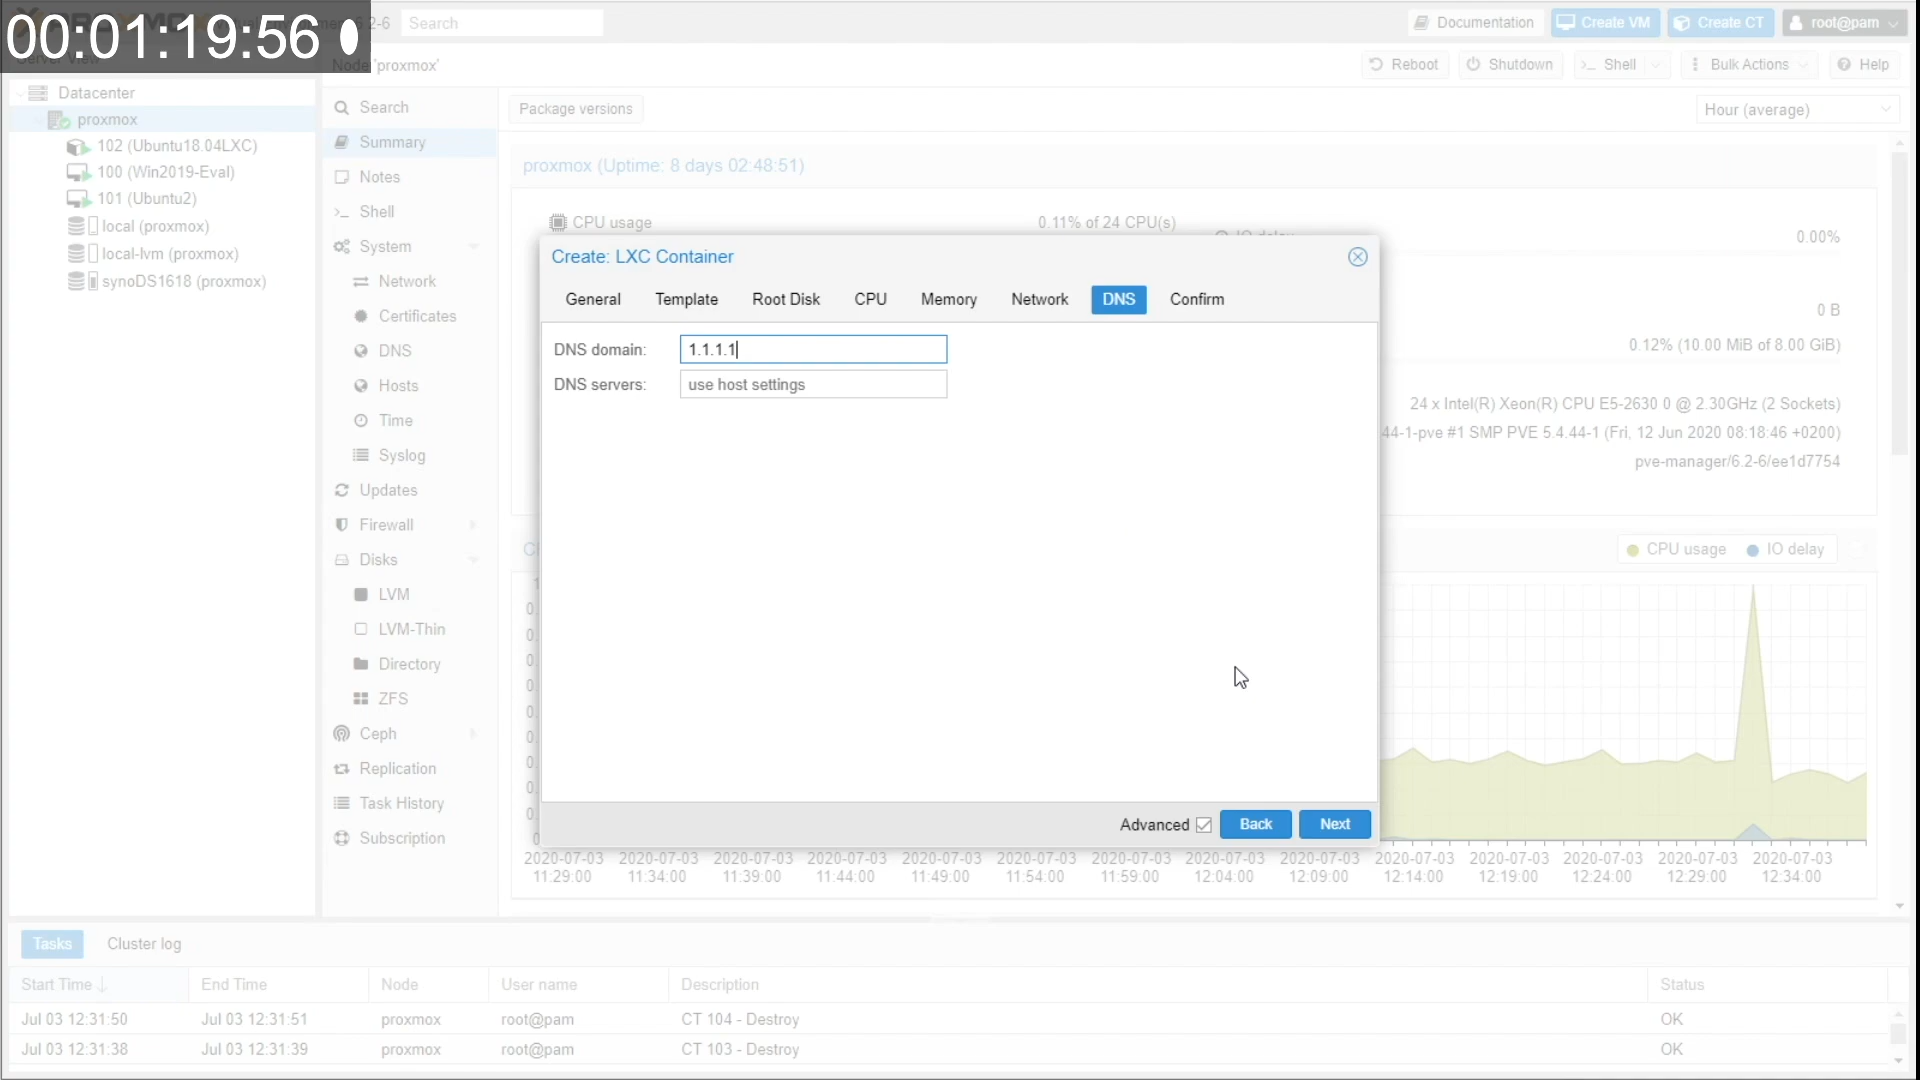 00:01:19:56
2-6
Search
Documentation
Create VM
Create CT
root@pam
Server View
Node 'proxmox'
Reboot
Shutdown
Shell
Bulk Actions
Help
Datacenter
proxmox
102 (Ubuntu18.04LXC)
100 (Win2019-Eval)
101 (Ubuntu2)
local (proxmox)
local-lvm (proxmox)
synoDS1618 (proxmox)
Search
Summary
Notes
Shell
System
Network
Certificates
DNS
Hosts
Time
Syslog
Updates
Firewall
Disks
LVM
LVM-Thin
Directory
ZFS
Ceph
Replication
Task History
Subscription
Package versions
Hour (average)
proxmox (Uptime: 8 days 02:48:51)
CPU usage
0.11% of 24 CPU(s)
IO delay
0.00%
0 B
0.12% (10.00 MiB of 8.00 GiB)
24 x Intel(R) Xeon(R) CPU E5-2630 0 @ 2.30GHz (2 Sockets)
44-1-pve #1 SMP PVE 5.4.44-1 (Fri, 12 Jun 2020 08:18:46 +0200)
pve-manager/6.2-6/ee1d7754
Create: LXC Container
General
Template
Root Disk
CPU
Memory
Network
DNS
Confirm
DNS domain:
1.1.1.1
DNS servers:
use host settings
Advanced
Back
Next
CPU usage
IO delay
2020-07-03 11:29:00
2020-07-03 11:34:00
2020-07-03 11:39:00
2020-07-03 11:44:00
2020-07-03 11:49:00
2020-07-03 11:54:00
2020-07-03 11:59:00
2020-07-03 12:04:00
2020-07-03 12:09:00
2020-07-03 12:14:00
2020-07-03 12:19:00
2020-07-03 12:24:00
2020-07-03 12:29:00
2020-07-03 12:34:00
Tasks
Cluster log
Start Time
End Time
Node
User name
Description
Status
Jul 03 12:31:50
Jul 03 12:31:51
proxmox
root@pam
CT 104 - Destroy
OK
Jul 03 12:31:38
Jul 03 12:31:39
proxmox
root@pam
CT 103 - Destroy
OK